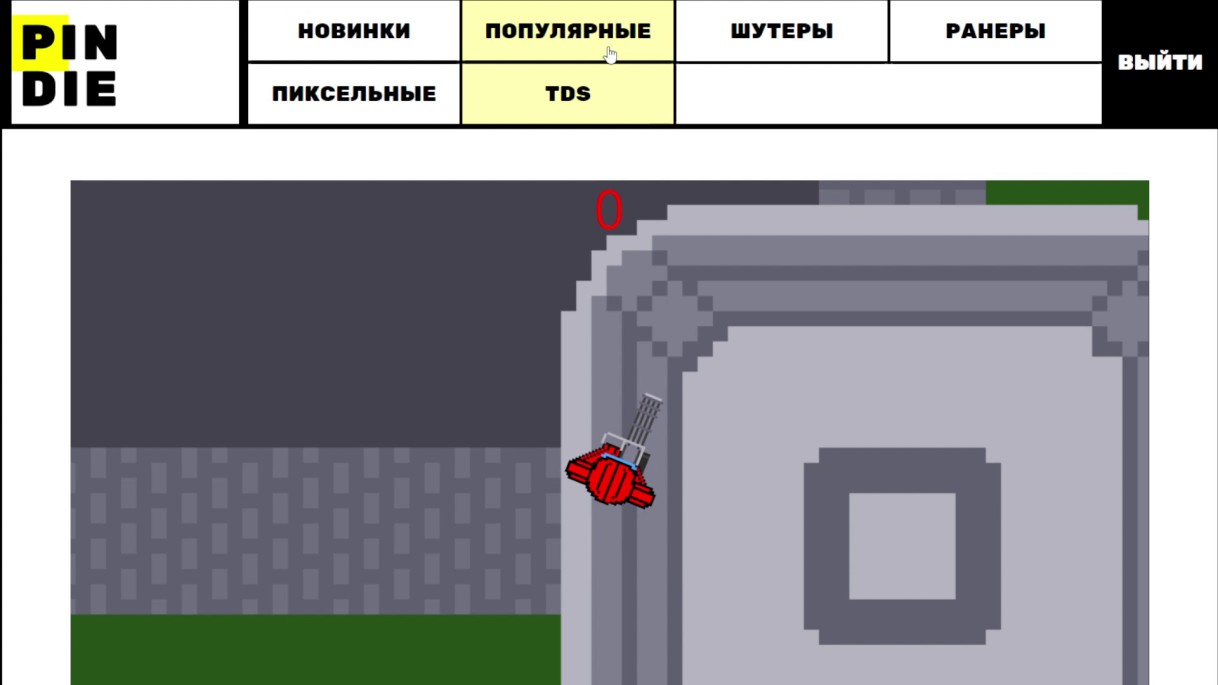 PIN
DIE
НОВИНКИ
ПОПУЛЯРНЫЕ
ШУТЕРЫ
РАНЕРЫ
ВЫЙТИ
ПИКСЕЛЬНЫЕ
TDS
0